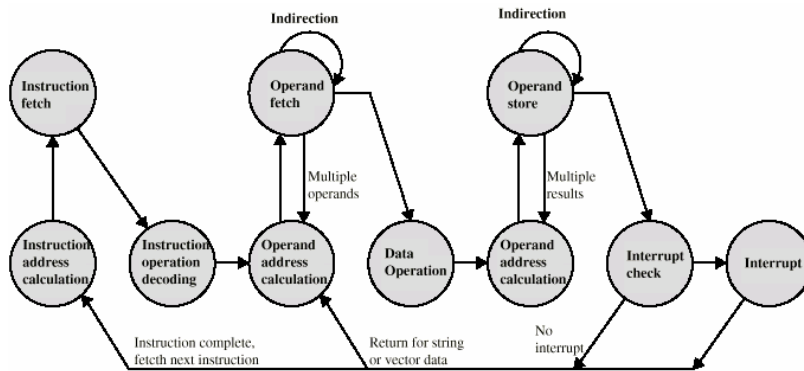 Indirection
Indirection
Instruction
fetch
Operand
fetch
Operand
store
Multiple
operands
Multiple
results
Instruction
address
calculation
Instruction
operation
decoding
Operand
address
calculation
Data
Operation
Operand
address
calculation
Interrupt
check
Interrupt
Instruction complete,
fetcth next instruction
Return for string
or vector data
No
interrupt